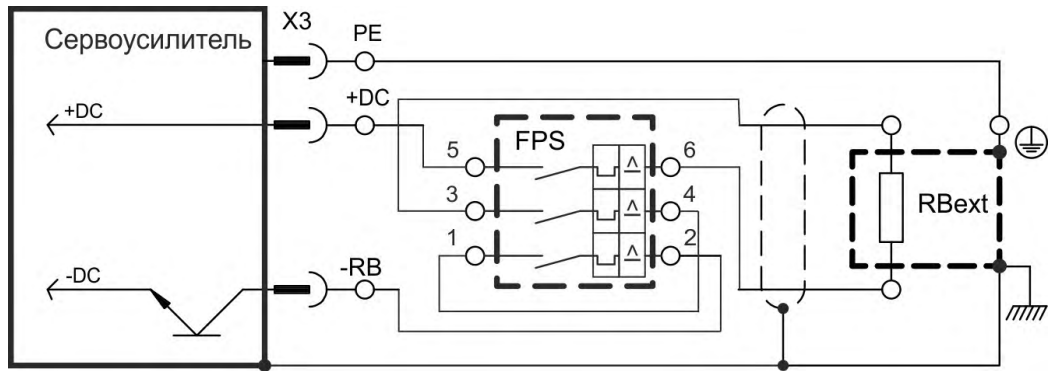 X3
PE
Сервоусилитель
+DC
+DC
FPS
5
6
3
4
1
2
RBext
-DC
-RB